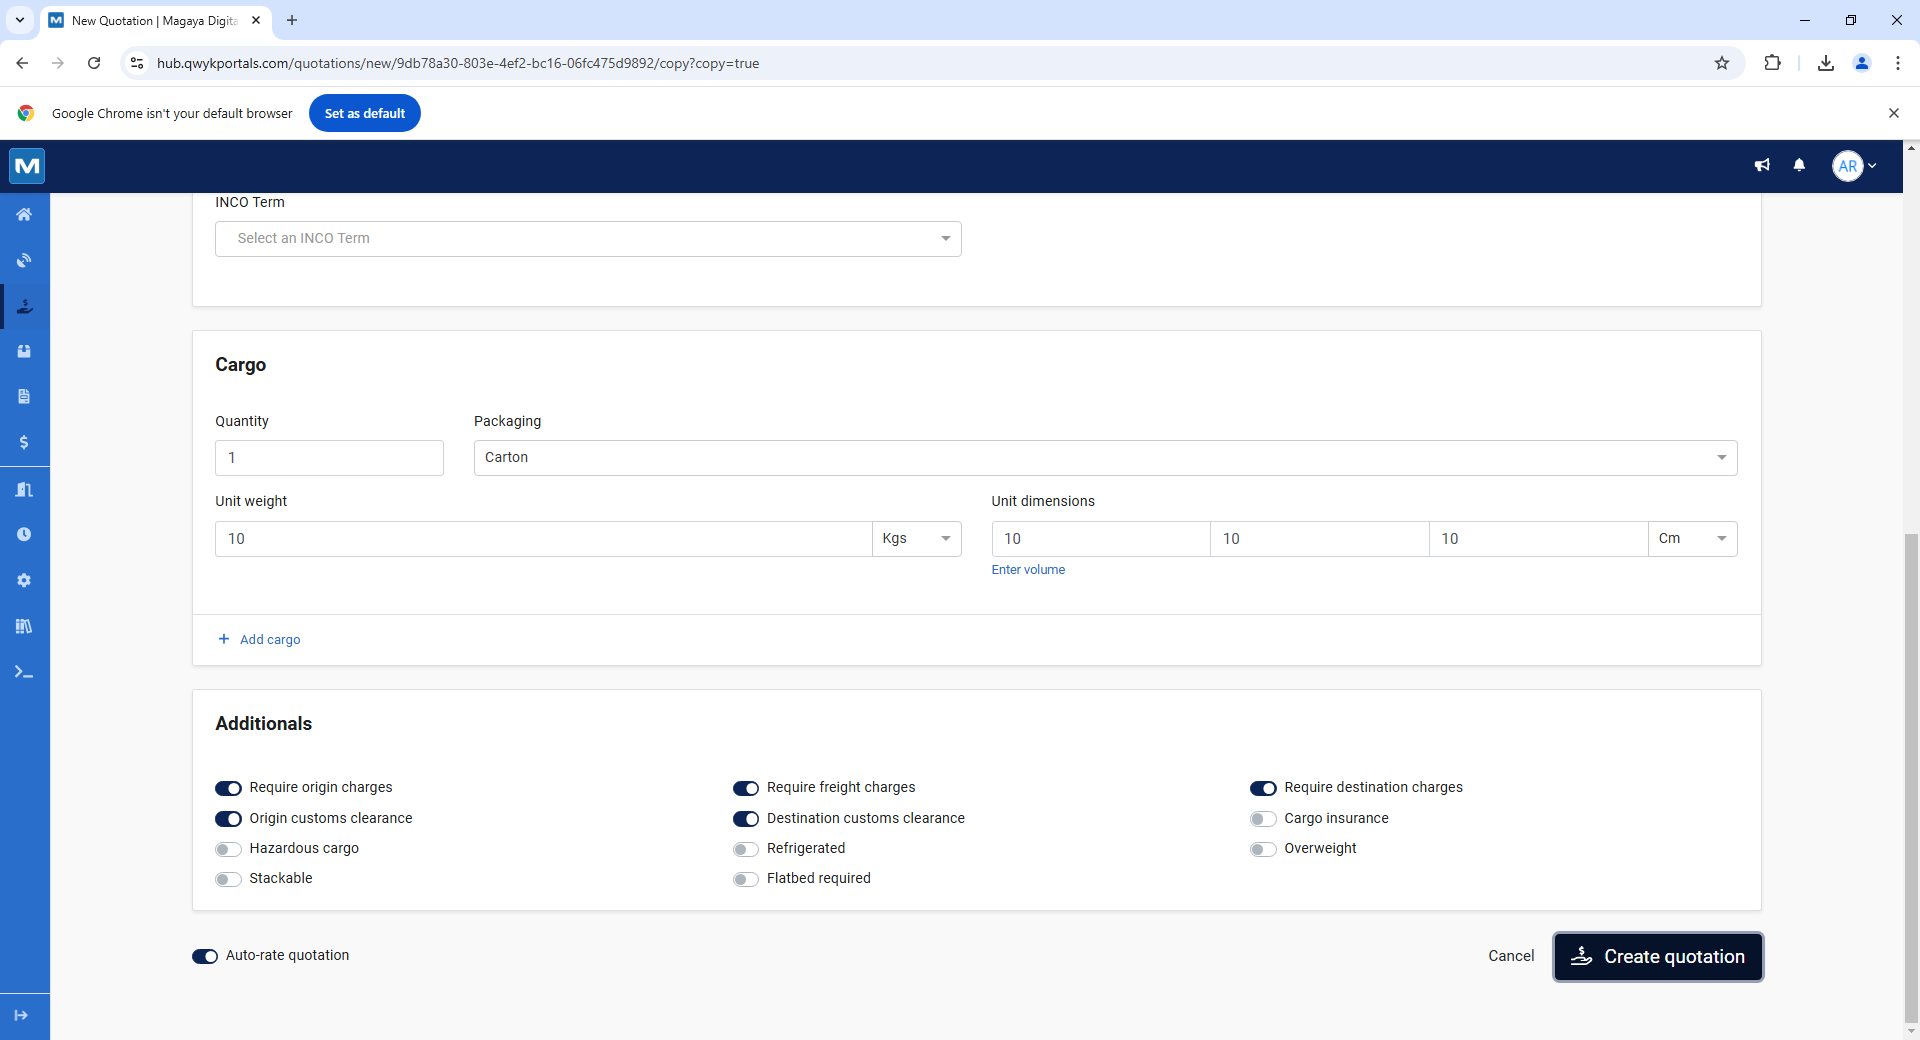 New Quotation | Magaya Digita
hub.qwykportals.com/quotations/new/9db78a30-803e-4ef2-bc16-06fc475d9892/copy?copy=true
Google Chrome isn't your default browser
Set as default
M
AR
INCO Term
Select an INCO Term
Cargo
Quantity
Packaging
1
Carton
Unit weight
Unit dimensions
10
Kgs
10
10
10
Cm
Enter volume
+ Add cargo
Additionals
Require origin charges
Require freight charges
Require destination charges
Origin customs clearance
Destination customs clearance
Cargo insurance
Hazardous cargo
Refrigerated
Overweight
Stackable
Flatbed required
Auto-rate quotation
Cancel
Create quotation